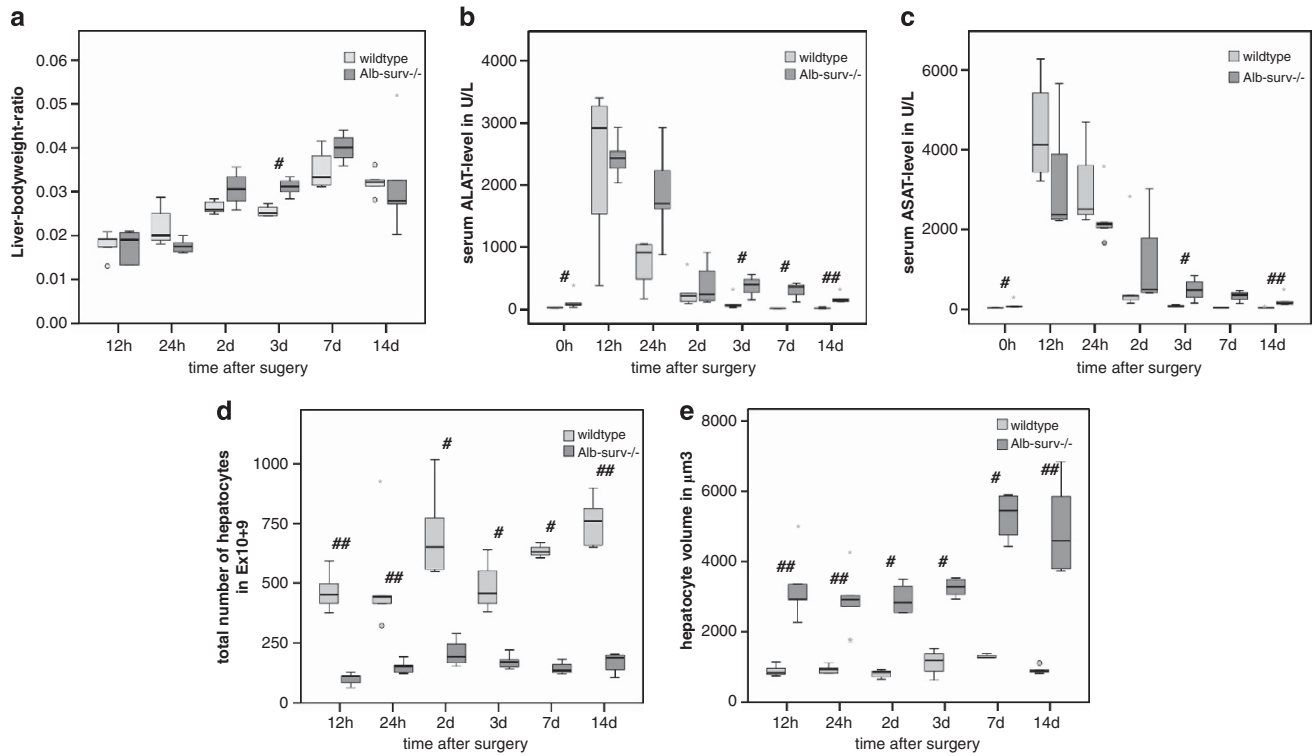 a
Liver-bodyweight-ratio
0.06
0.05
0.04
0.03
0.02
0.01
0.00
wildtype
Alb-surv-/-
#
12h 24h 2d 3d 7d 14d
time after sugery
b
serum ALAT-level in U/L
4000
3000
2000
1000
0
wildtype
Alb-surv-/-
# # # ##
0h 12h 24h 2d 3d 7d 14d
time after surgery
c
serum ASAT-level in U/L
6000
4000
2000
0
wildtype
Alb-surv-/-
# # ##
0h 12h 24h 2d 3d 7d 14d
time after surgery
d
total number of hepatocytes
in Ex10+9
1000
750
500
250
0
wildtype
Alb-surv-/-
## ## # # # ##
12h 24h 2d 3d 7d 14d
time after surgery
e
hepatocyte volume in μm3
8000
6000
4000
2000
0
wildtype
Alb-surv-/-
## ## # # # ##
12h 24h 2d 3d 7d 14d
time after surgery